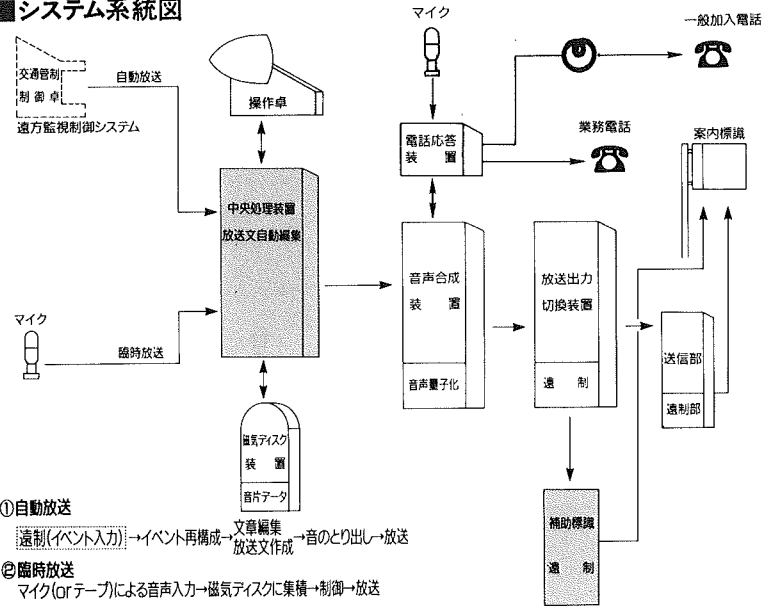 ■システム系統図
マイク
一般加入電話
交通管制
制御卓
自動放送
遠方監視制御システム
操作卓
電話応答
装置
業務電話
案内標識
中央処理装置
放送文自動編集
音声合成
装置
音声量子化
放送出力
切換装置
遠制
送信部
遠制部
マイク
臨時放送
磁気ディスク
装置
音片データ
補助標識
遠制
①自動放送
遠制(イベント入力)→イベント再構成→文章編集 放送文作成→音のとり出し→放送
②臨時放送
マイク(orテープ)による音声入力→磁気ディスクに集積→制御→放送